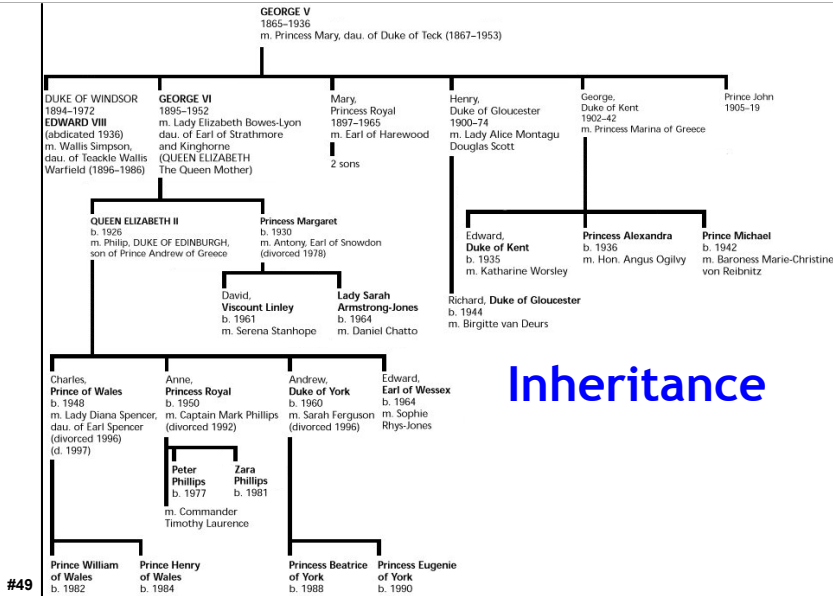 GEORGE V
1865–1936
m. Princess Mary, dau. of Duke of Teck (1867–1953)
DUKE OF WINDSOR
1894–1972
EDWARD VIII
(abdicated 1936)
m. Wallis Simpson,
dau. of Teackle Wallis
Warfield (1896–1986)
GEORGE VI
1895–1952
m. Lady Elizabeth Bowes-Lyon
dau. of Earl of Strathmore
and Kinghorne
(QUEEN ELIZABETH
The Queen Mother)
Mary,
Princess Royal
1897–1965
m. Earl of Harewood
2 sons
Henry,
Duke of Gloucester
1900–74
m. Lady Alice Montagu
Douglas Scott
George,
Duke of Kent
1902–42
m. Princess Marina of Greece
Prince John
1905–19
QUEEN ELIZABETH II
b. 1926
m. Philip, DUKE OF EDINBURGH,
son of Prince Andrew of Greece
Princess Margaret
b. 1930
m. Antony, Earl of Snowdon
(divorced 1978)
Edward,
Duke of Kent
b. 1935
m. Katharine Worsley
Princess Alexandra
b. 1936
m. Hon. Angus Ogilvy
Prince Michael
b. 1942
m. Baroness Marie-Christine
von Reibnitz
David,
Viscount Linley
b. 1961
m. Serena Stanhope
Lady Sarah
Armstrong-Jones
b. 1964
m. Daniel Chatto
Richard, Duke of Gloucester
b. 1944
m. Birgitte van Deurs
Inheritance
Charles,
Prince of Wales
b. 1948
m. Lady Diana Spencer,
dau. of Earl Spencer
(divorced 1996)
(d. 1997)
Anne,
Princess Royal
b. 1950
m. Captain Mark Phillips
(divorced 1992)
Andrew,
Duke of York
b. 1960
m. Sarah Ferguson
(divorced 1996)
Edward,
Earl of Wessex
b. 1964
m. Sophie
Rhys-Jones
Peter
Phillips
b. 1977
Zara
Phillips
b. 1981
m. Commander
Timothy Laurence
Prince William
of Wales
b. 1982
Prince Henry
of Wales
b. 1984
Princess Beatrice
of York
b. 1988
Princess Eugenie
of York
b. 1990
#49